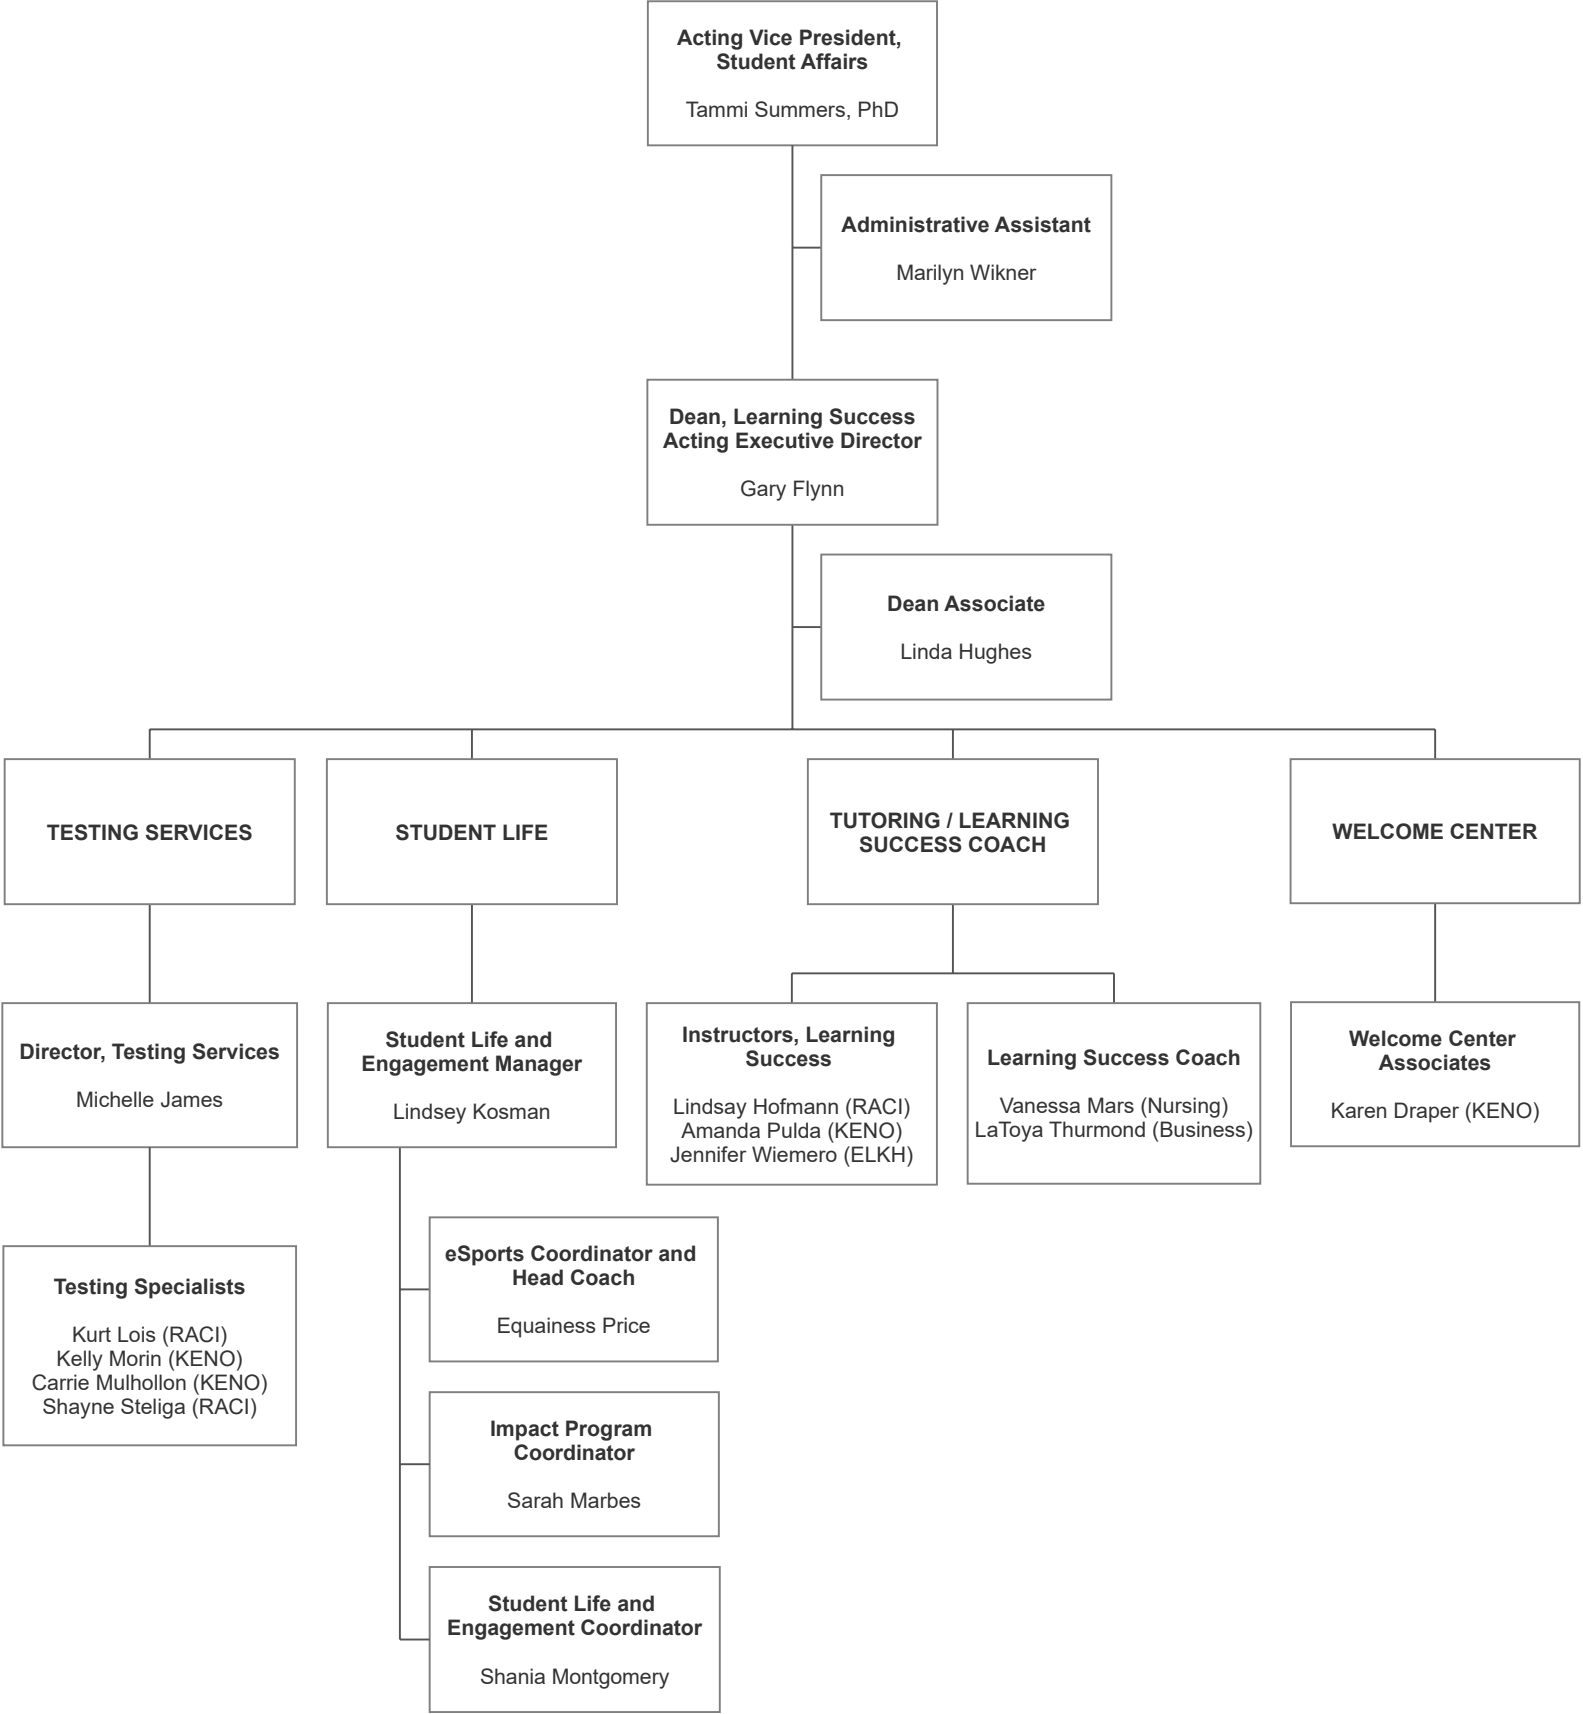 Acting Vice President,
Student Affairs
Tammi Summers, PhD
Administrative Assistant
Marilyn Wikner
Dean, Learning Success
Acting Executive Director
Gary Flynn
Dean Associate
Linda Hughes
TESTING SERVICES
STUDENT LIFE
TUTORING / LEARNING
SUCCESS COACH
WELCOME CENTER
Director, Testing Services
Michelle James
Student Life and
Engagement Manager
Lindsey Kosman
Instructors, Learning
Success
Lindsay Hofmann (RACI)
Amanda Pulda (KENO)
Jennifer Wiemero (ELKH)
Learning Success Coach
Vanessa Mars (Nursing)
LaToya Thurmond (Business)
Welcome Center
Associates
Karen Draper (KENO)
Testing Specialists
Kurt Lois (RACI)
Kelly Morin (KENO)
Carrie Mulhollon (KENO)
Shayne Steliga (RACI)
eSports Coordinator and
Head Coach
Equainess Price
Impact Program
Coordinator
Sarah Marbes
Student Life and
Engagement Coordinator
Shania Montgomery